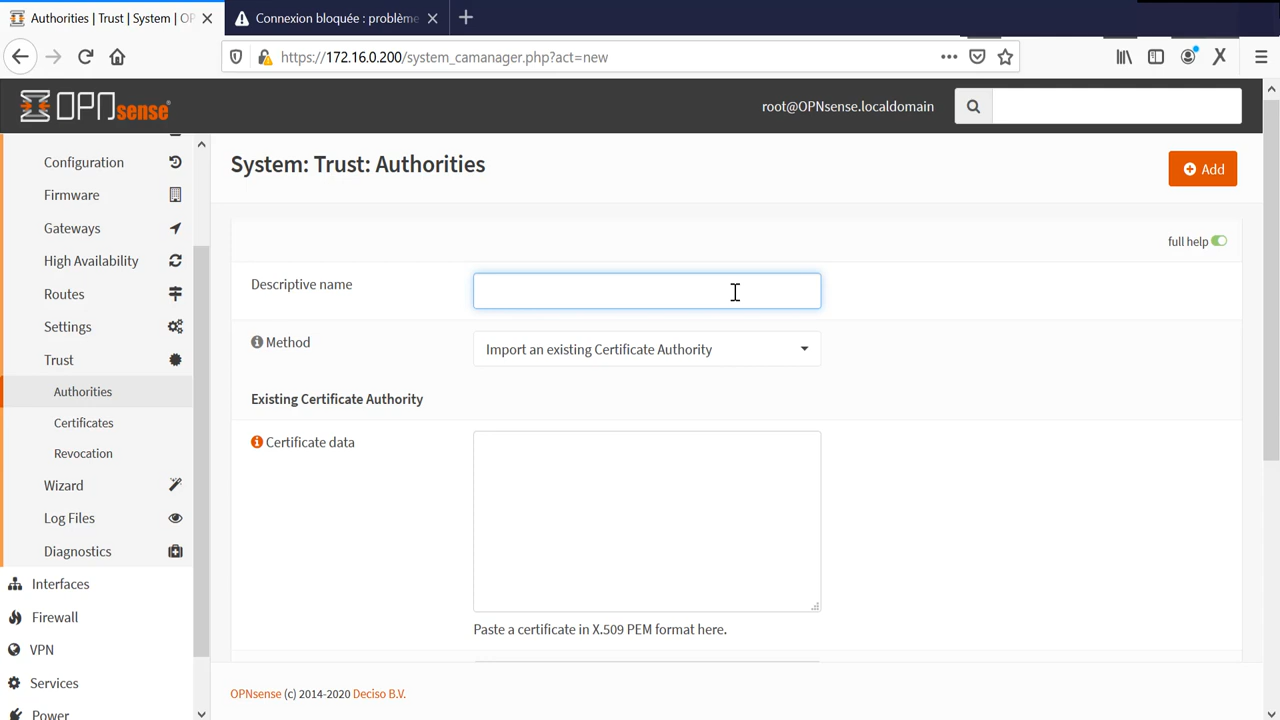 Authorities | Trust | System | OP
Connexion bloquée : problème
https://172.16.0.200/system_camanager.php?act=new
OPNsense
root@OPNsense.localdomain
Configuration
Firmware
Gateways
High Availability
Routes
Settings
Trust
Authorities
Certificates
Revocation
Wizard
Log Files
Diagnostics
Interfaces
Firewall
VPN
Services
Power
System: Trust: Authorities
Add
full help
Descriptive name
Method
Import an existing Certificate Authority
Existing Certificate Authority
Certificate data
Paste a certificate in X.509 PEM format here.
OPNsense (c) 2014-2020 Deciso B.V.